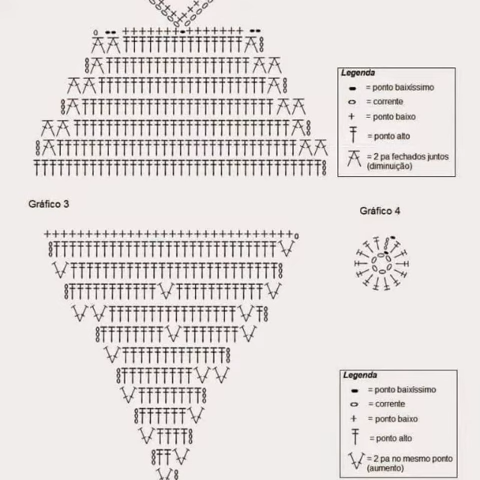 Legenda
= ponto baixíssimo
= corrente
= ponto baixo
= ponto alto
= 2 pa fechados juntos
(diminuição)
Gráfico 3
Gráfico 4
Legenda
= ponto baixíssimo
= corrente
= ponto baixo
= ponto alto
= 2 pa no mesmo ponto
(aumento)